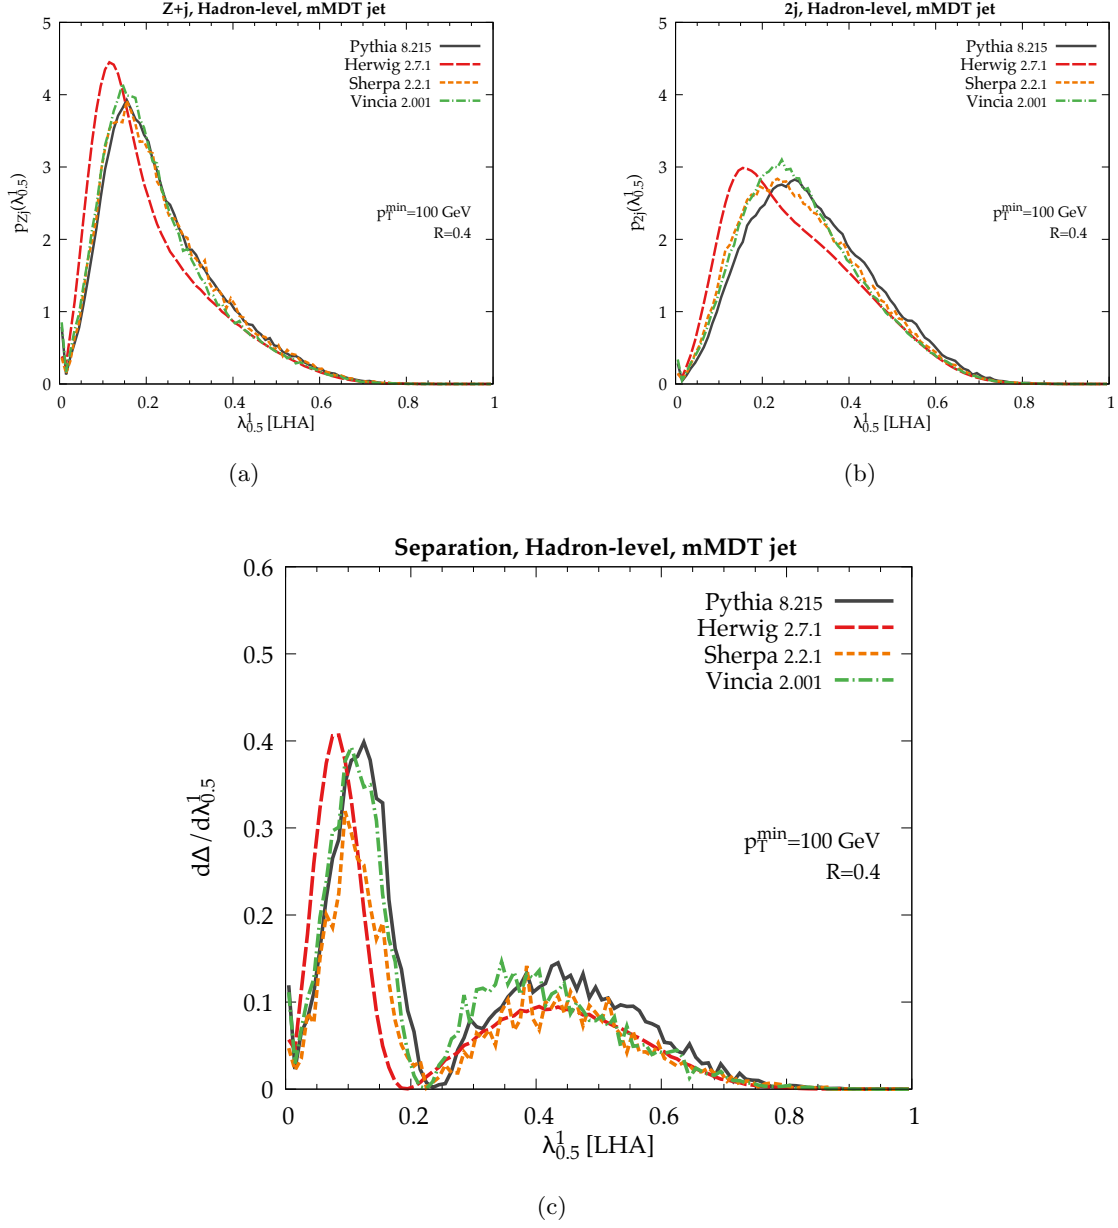 Z+j, Hadron-level, mMDT jet
5
4
3
2
1
0
p_Zj(λ^1_0.5)
Pythia 8.215
Herwig 2.7.1
Sherpa 2.2.1
Vincia 2.001
p_T^min=100 GeV
R=0.4
0 0.2 0.4 0.6 0.8 1
λ^1_0.5 [LHA]
(a)
2j, Hadron-level, mMDT jet
5
4
3
2
1
0
p_2j(λ^1_0.5)
Pythia 8.215
Herwig 2.7.1
Sherpa 2.2.1
Vincia 2.001
p_T^min=100 GeV
R=0.4
0 0.2 0.4 0.6 0.8 1
λ^1_0.5 [LHA]
(b)
Separation, Hadron-level, mMDT jet
0.6
0.5
0.4
0.3
0.2
0.1
0
dΔ/dλ^1_0.5
Pythia 8.215
Herwig 2.7.1
Sherpa 2.2.1
Vincia 2.001
p_T^min=100 GeV
R=0.4
0 0.2 0.4 0.6 0.8 1
λ^1_0.5 [LHA]
(c)